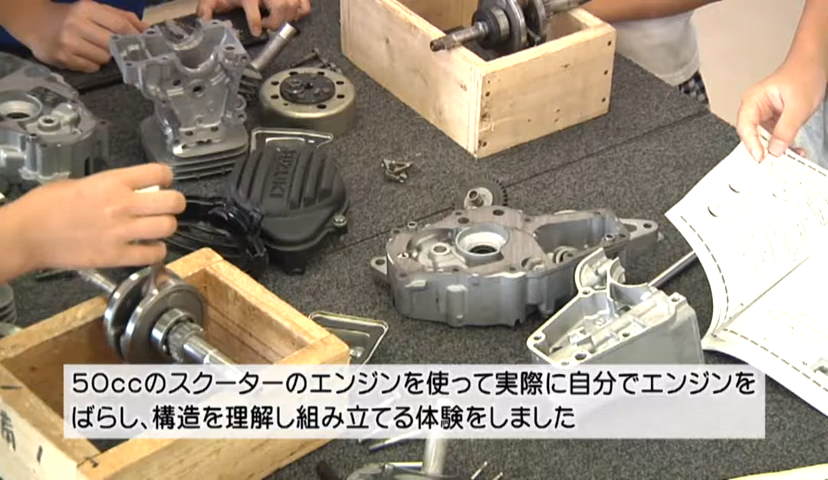 SUZUKI
50ccのスクーターのエンジンを使って実際に自分でエンジンを
ばらし、構造を理解し組み立てる体験をしました